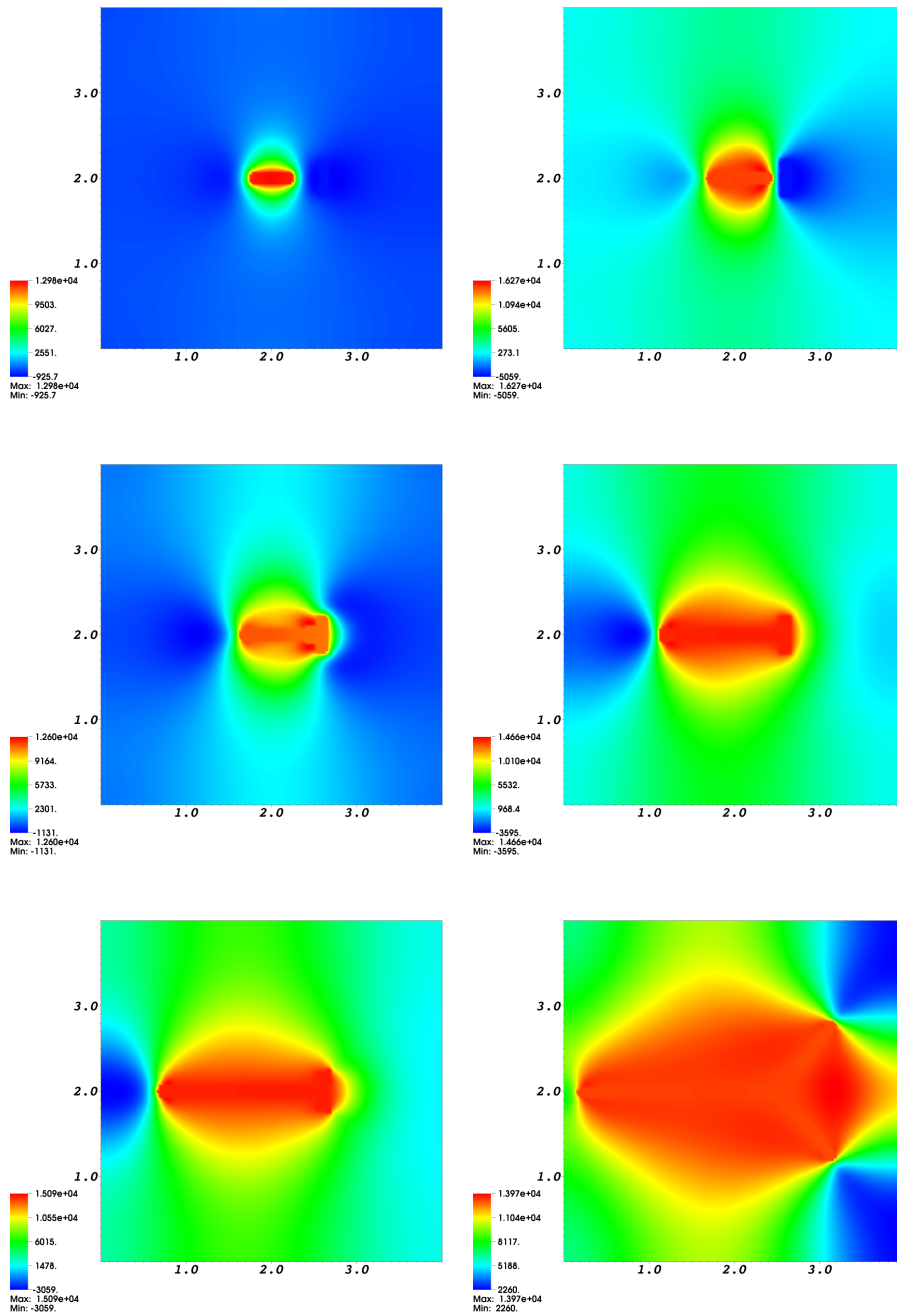 3.0
2.0
1.0
1.0 2.0 3.0
1.298e+04
9503.
6027.
2551.
-925.7
Max: 1.298e+04
Min: -925.7
3.0
2.0
1.0
1.0 2.0 3.0
1.627e+04
1.094e+04
5605.
273.1
-5059.
Max: 1.627e+04
Min: -5059.
3.0
2.0
1.0
1.0 2.0 3.0
1.260e+04
9164.
5733.
2301.
-1131.
Max: 1.260e+04
Min: -1131.
3.0
2.0
1.0
1.0 2.0 3.0
1.466e+04
1.010e+04
5532.
968.4
-3595.
Max: 1.466e+04
Min: -3595.
3.0
2.0
1.0
1.0 2.0 3.0
1.509e+04
1.055e+04
6015.
1478.
-3059.
Max: 1.509e+04
Min: -3059.
3.0
2.0
1.0
1.0 2.0 3.0
1.397e+04
1.104e+04
8117.
5188.
2260.
Max: 1.397e+04
Min: 2260.